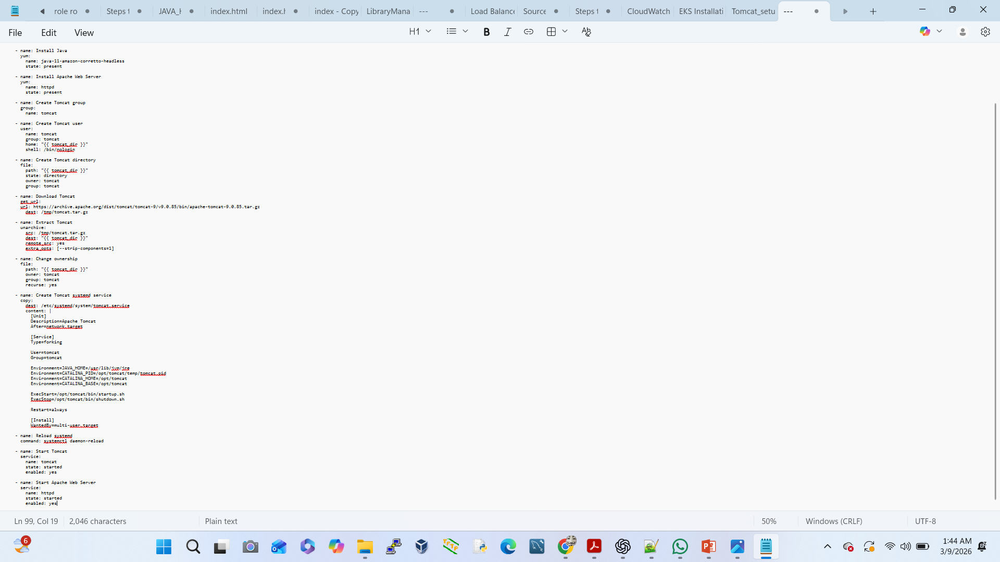 role ro
Steps t
JAVA_H
index.html
index.h
index - Copy
LibraryMana
---
Load Balance
Source
Steps t
CloudWatch
EKS Installati
Tomcat_setu
---
File Edit View
H1
- name: Install Java
yum:
name: java-11-amazon-corretto-headless
state: present
- name: Install Apache Web Server
yum:
name: httpd
state: present
- name: Create Tomcat group
group:
name: tomcat
- name: Create Tomcat user
user:
name: tomcat
group: tomcat
home: "{{ tomcat_dir }}"
shell: /bin/nologin
- name: Create Tomcat directory
file:
path: "{{ tomcat_dir }}"
state: directory
owner: tomcat
group: tomcat
- name: Download Tomcat
get_url:
url: https://archive.apache.org/dist/tomcat/tomcat-9/v9.0.85/bin/apache-tomcat-9.0.85.tar.gz
dest: /tmp/tomcat.tar.gz
- name: Extract Tomcat
unarchive:
src: /tmp/tomcat.tar.gz
dest: "{{ tomcat_dir }}"
remote_src: yes
extra_opts: [--strip-components=1]
- name: Change ownership
file:
path: "{{ tomcat_dir }}"
owner: tomcat
group: tomcat
recurse: yes
- name: Create Tomcat systemd service
copy:
dest: /etc/systemd/system/tomcat.service
content: |
[Unit]
Description=Apache Tomcat
After=network.target
[Service]
Type=forking
User=tomcat
Group=tomcat
Environment=JAVA_HOME=/usr/lib/jvm/jre
Environment=CATALINA_PID=/opt/tomcat/temp/tomcat.pid
Environment=CATALINA_HOME=/opt/tomcat
Environment=CATALINA_BASE=/opt/tomcat
ExecStart=/opt/tomcat/bin/startup.sh
ExecStop=/opt/tomcat/bin/shutdown.sh
Restart=always
[Install]
WantedBy=multi-user.target
- name: Reload systemd
command: systemctl daemon-reload
- name: Start Tomcat
service:
name: tomcat
state: started
enabled: yes
- name: Start Apache Web Server
service:
name: httpd
state: started
enabled: yes
Ln 99, Col 19 2,046 characters Plain text 50% Windows (CRLF) UTF-8
6
TFTP
1:44 AM
3/9/2026